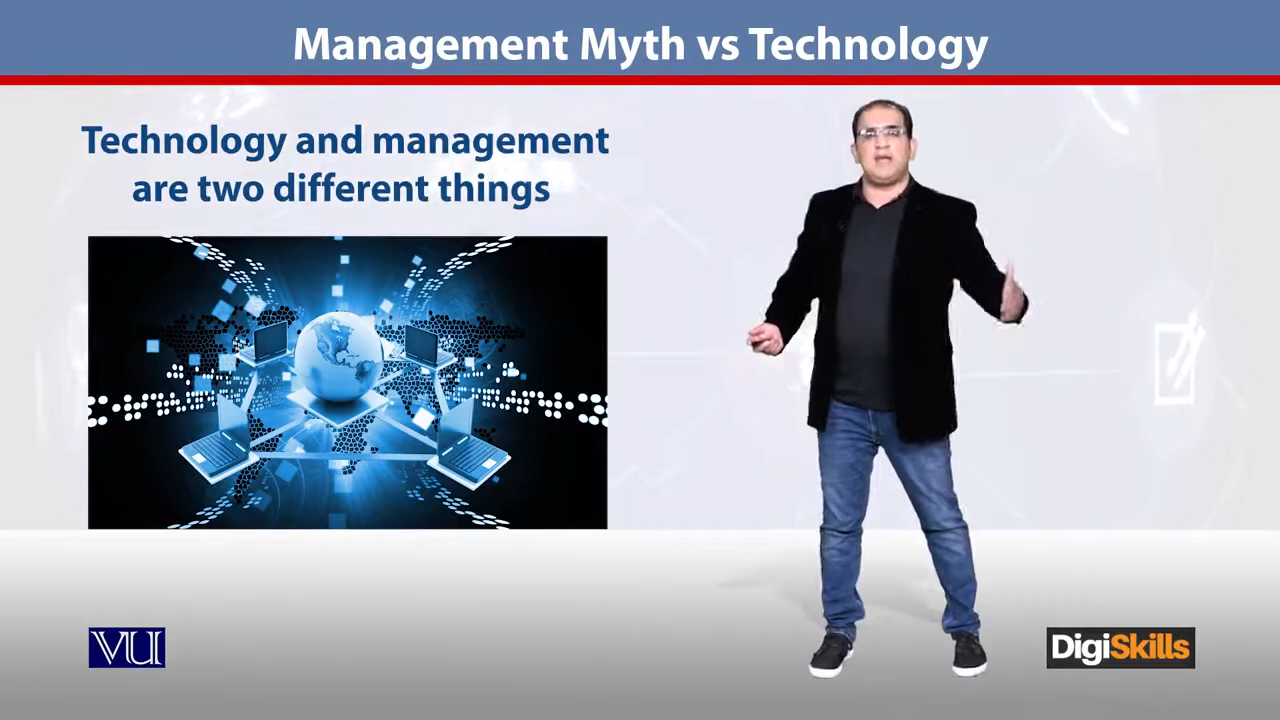 Management Myth vs Technology
Technology and management
are two different things
VU
DigiSkills